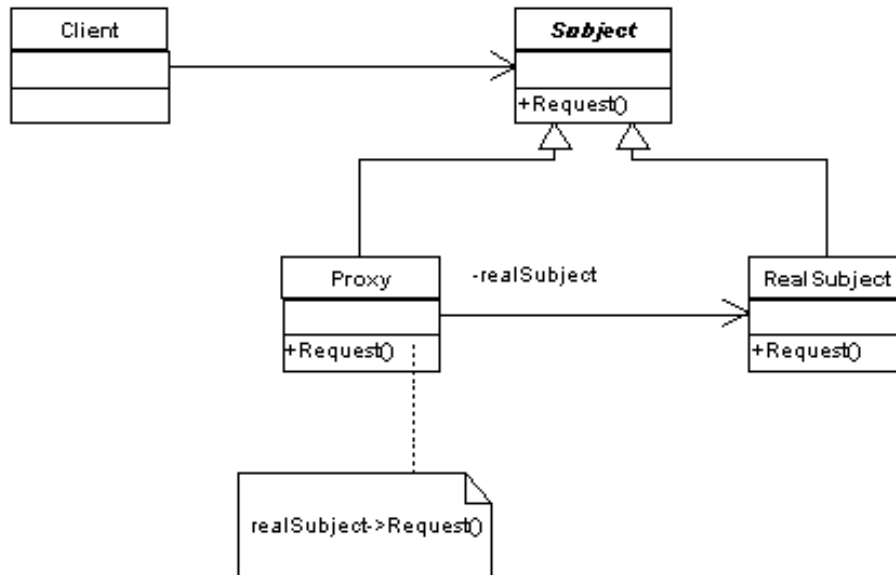 Client
Subject
+Request()
Proxy
-realSubject
RealSubject
+Request()
+Request()
realSubject->Request()